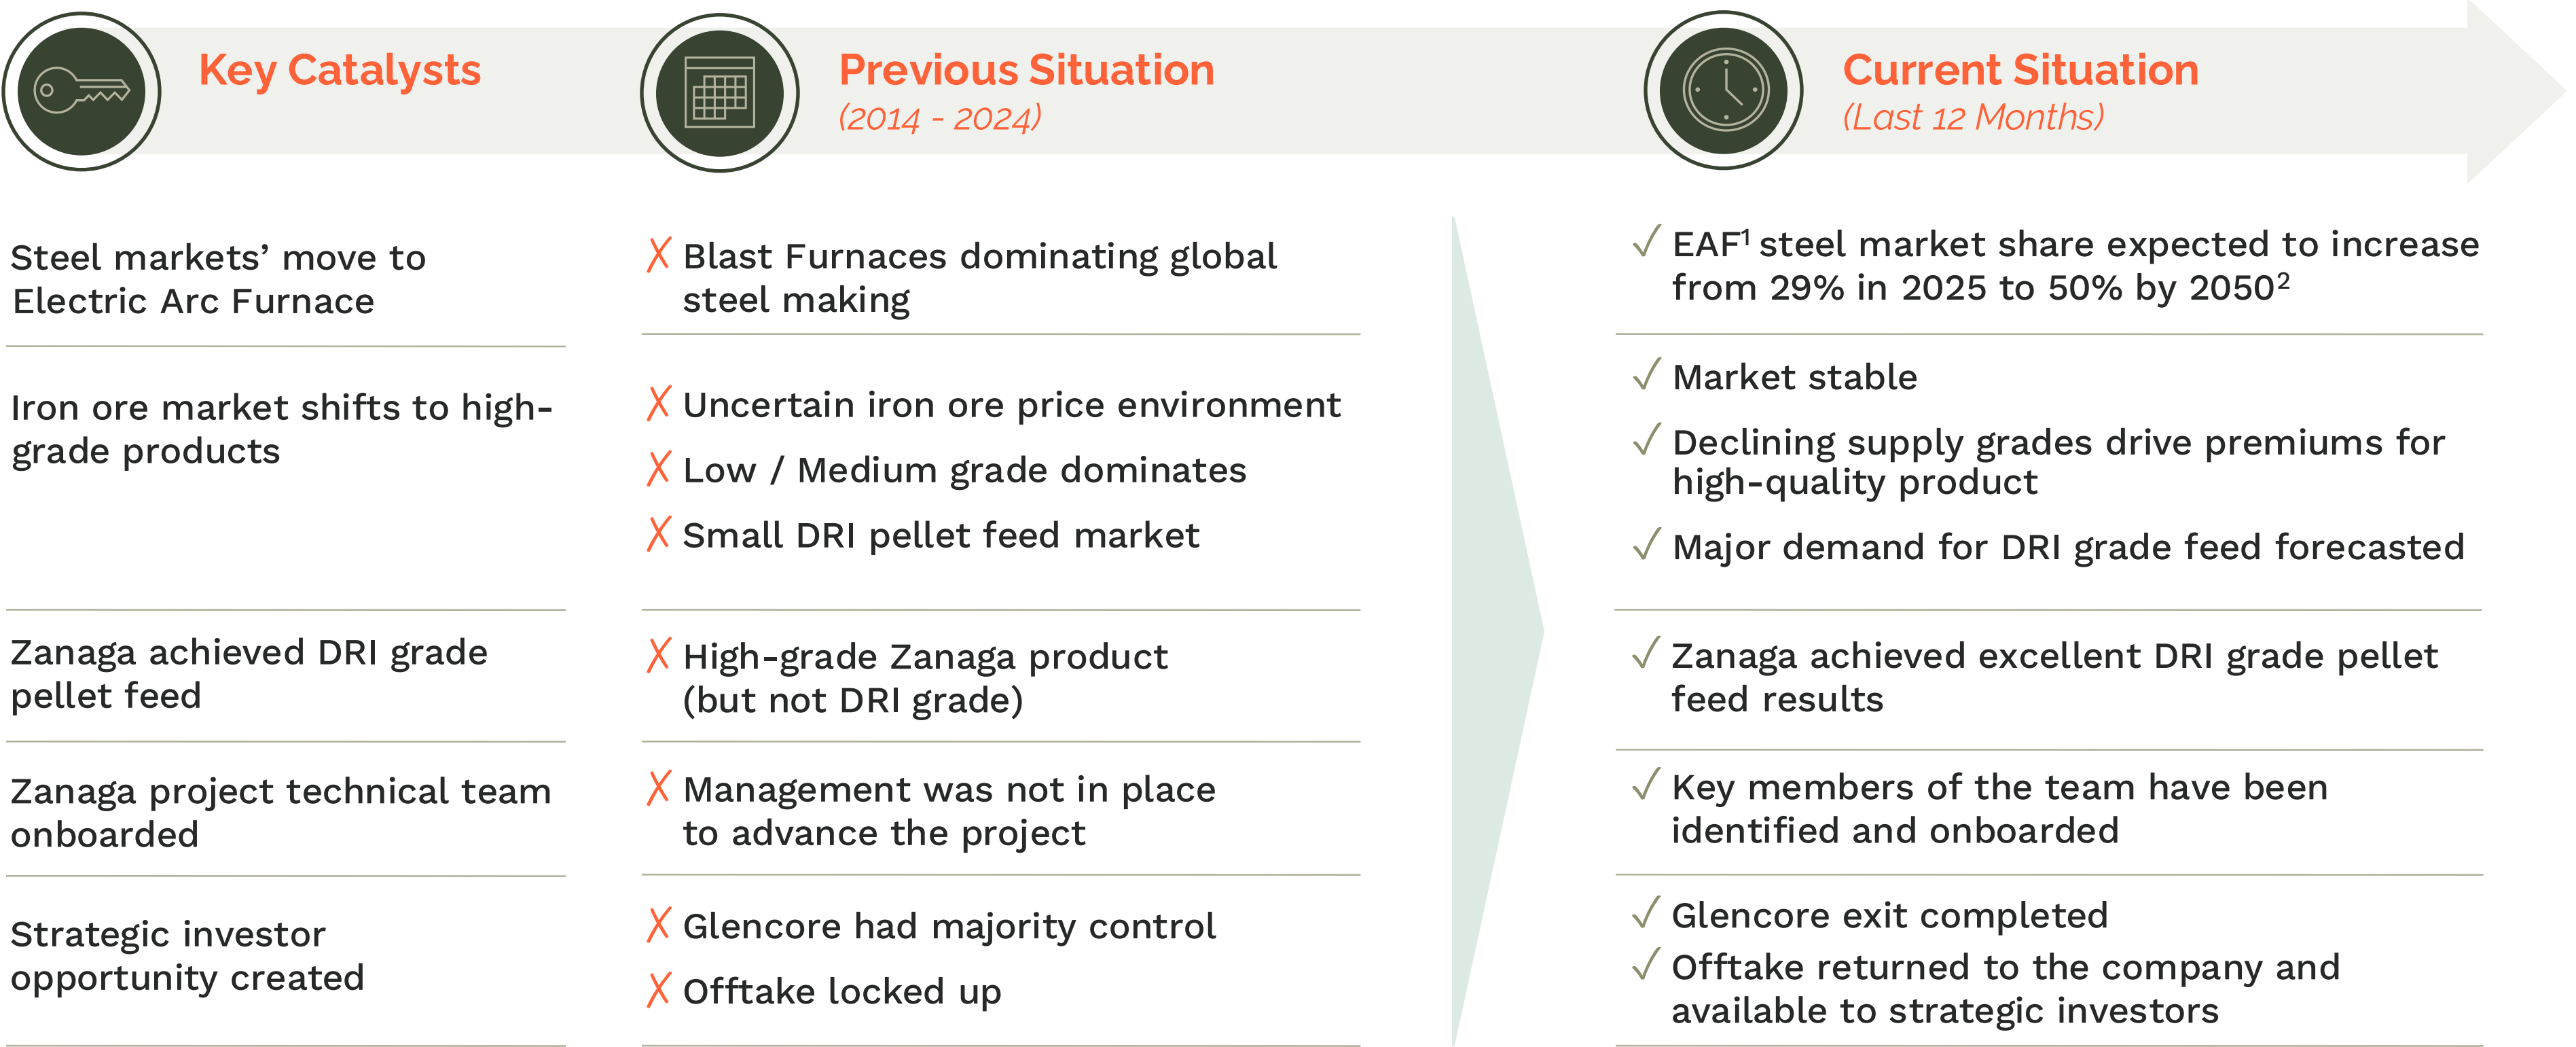 Key Catalysts
Previous Situation
(2014 - 2024)
Current Situation
(Last 12 Months)
Steel markets’ move to
Electric Arc Furnace
✗ Blast Furnaces dominating global
steel making
✓ EAF¹ steel market share expected to increase
from 29% in 2025 to 50% by 2050²
Iron ore market shifts to high-
grade products
✗ Uncertain iron ore price environment
✗ Low / Medium grade dominates
✗ Small DRI pellet feed market
✓ Market stable
✓ Declining supply grades drive premiums for
high-quality product
✓ Major demand for DRI grade feed forecasted
Zanaga achieved DRI grade
pellet feed
✗ High-grade Zanaga product
(but not DRI grade)
✓ Zanaga achieved excellent DRI grade pellet
feed results
Zanaga project technical team
onboarded
✗ Management was not in place
to advance the project
✓ Key members of the team have been
identified and onboarded
Strategic investor
opportunity created
✗ Glencore had majority control
✗ Offtake locked up
✓ Glencore exit completed
✓ Offtake returned to the company and
available to strategic investors